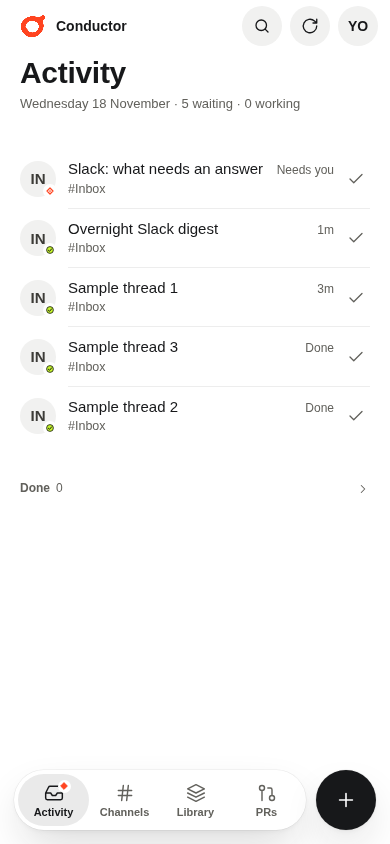 Conductor
YO
Activity
Wednesday 18 November · 5 waiting · 0 working
IN
Slack: what needs an answer
Needs you
#Inbox
IN
Overnight Slack digest
1m
#Inbox
IN
Sample thread 1
3m
#Inbox
IN
Sample thread 3
Done
#Inbox
IN
Sample thread 2
Done
#Inbox
Done 0
Activity
Channels
Library
PRs